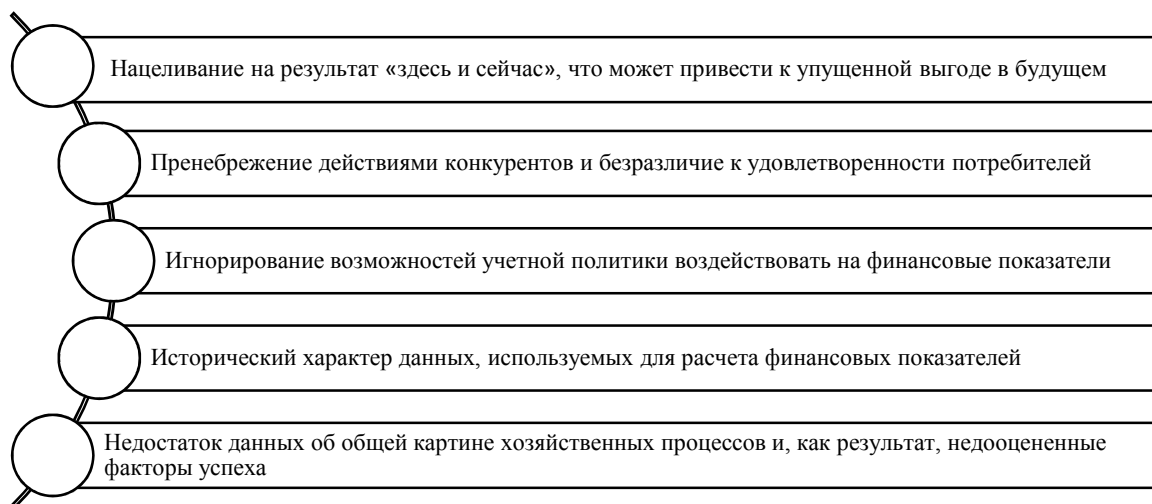 Нацеливание на результат «здесь и сейчас», что может привести к упущенной выгоде в будущем
Пренебрежение действиями конкурентов и безразличие к удовлетворенности потребителей
Игнорирование возможностей учетной политики воздействовать на финансовые показатели
Исторический характер данных, используемых для расчета финансовых показателей
Недостаток данных об общей картине хозяйственных процессов и, как результат, недооцененные
факторы успеха